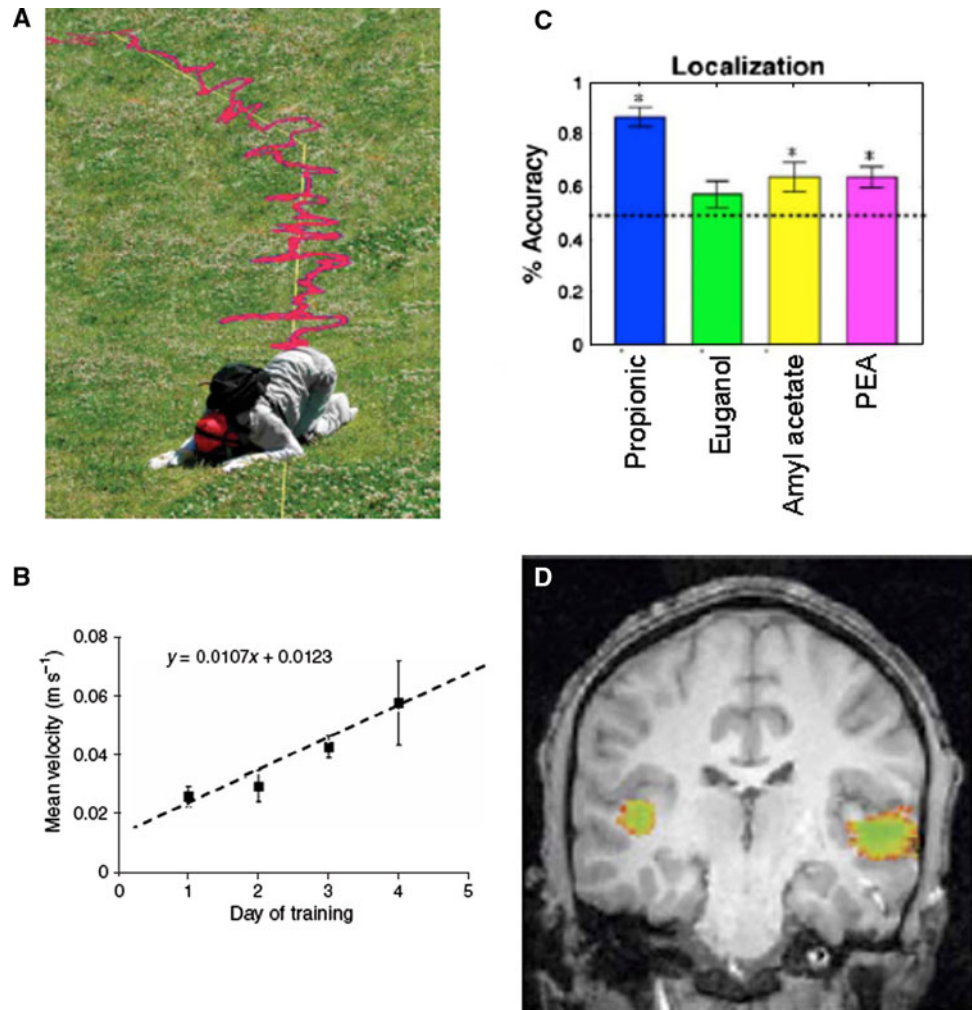 A
C
Localization
% Accuracy
1
0.8
0.6
0.4
0.2
0
*
*
*
Propionic
Euganol
Amyl acetate
PEA
B
Mean velocity (m s⁻¹)
0.08
0.06
0.04
0.02
0
y = 0.0107x + 0.0123
0 1 2 3 4 5
Day of training
D